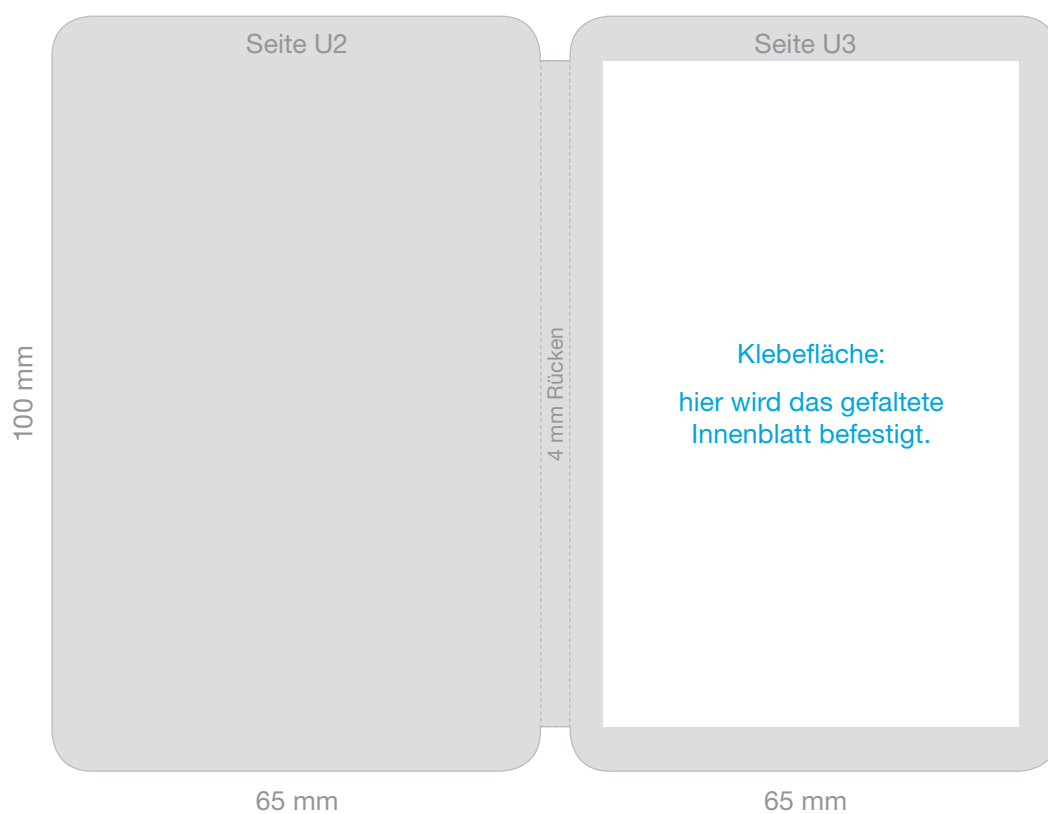 Seite U2
Seite U3
100 mm
4 mm Rücken
Klebefläche:
hier wird das gefaltete
Innenblatt befestigt.
65 mm
65 mm